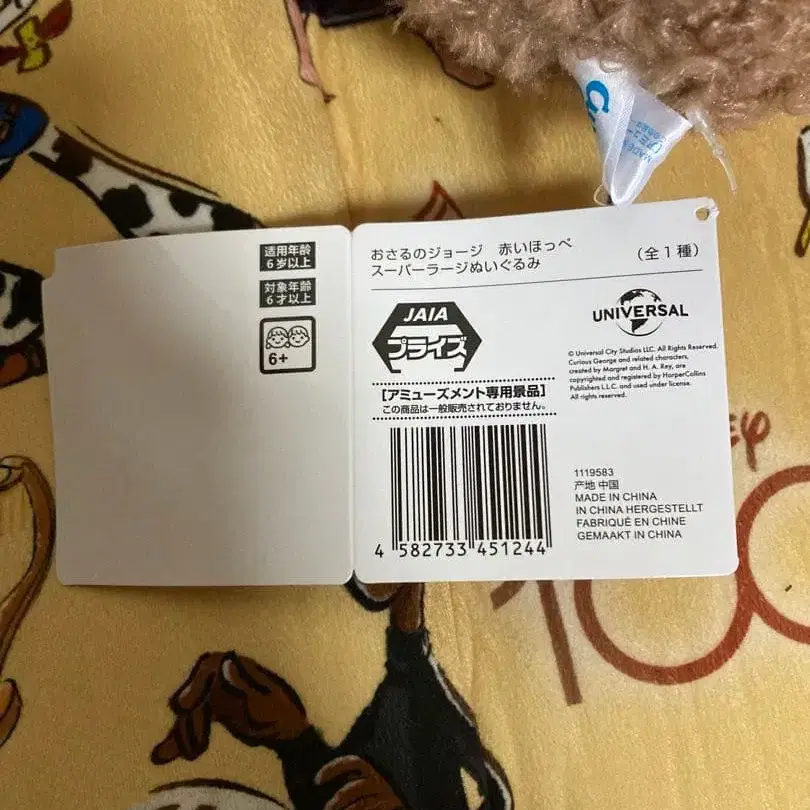 适用年龄
6岁以上
対象年齢
6才以上
6+
おさるのジョージ 赤いほっぺ
スーパーラージぬいぐるみ
(全1種)
JAIA
プライズ
[アミューズメント専用景品]
この商品は一般販売されておりません。
4 582733 451244
UNIVERSAL
© Universal City Studios LLC. All Rights Reserved.
Curious George and related characters,
created by Margret and H. A. Rey, are
copyrighted and registered by HarperCollins
Publishers L.L.C. and used under license.
All rights reserved.
1119583
产地 中国
MADE IN CHINA
IN CHINA HERGESTELLT
FABRIQUÉ EN CHINE
GEMAAKT IN CHINA
100